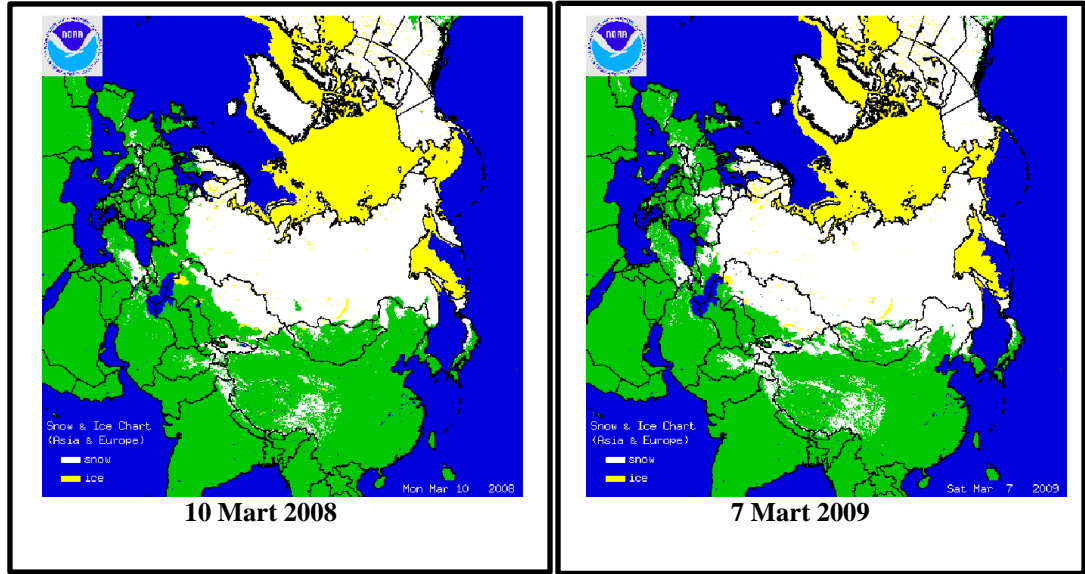 NOAA
Snow & Ice Chart
(Asia & Europe)
snow
ice
Mon Mar 10 2008
10 Mart 2008
NOAA
Snow & Ice Chart
(Asia & Europe)
snow
ice
Sat Mar 7 2009
7 Mart 2009